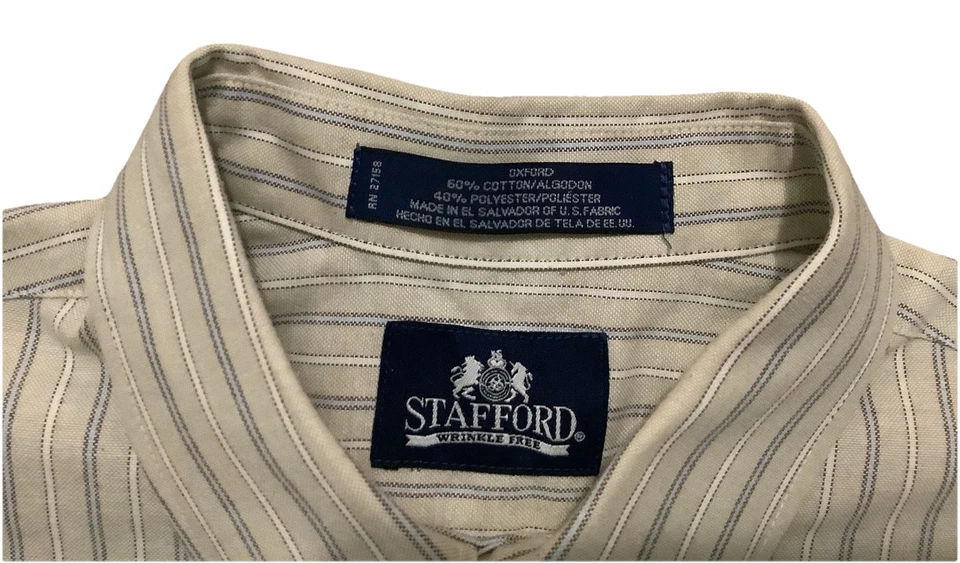 OXFORD
60% COTTON/ALGODON
40% POLYESTER/POLIÉSTER
MADE IN EL SALVADOR OF U.S. FABRIC
HECHO EN EL SALVADOR DE TELA DE EE.UU.
RN 27158
STAFFORD®
WRINKLE FREE